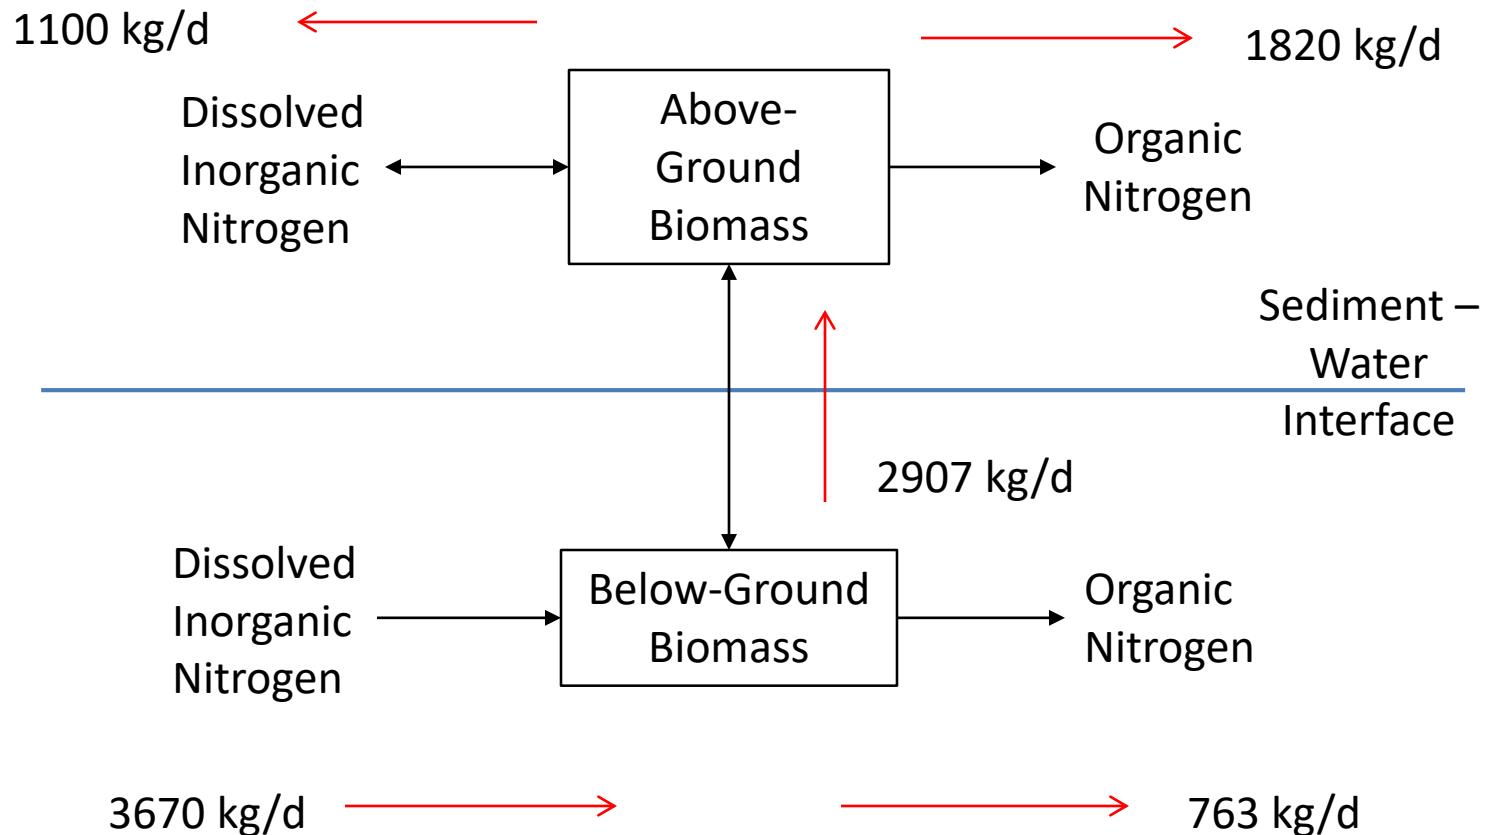 1100 kg/d
1820 kg/d
Dissolved
Inorganic
Nitrogen
Above-
Ground
Biomass
Organic
Nitrogen
Sediment –
Water
Interface
2907 kg/d
Dissolved
Inorganic
Nitrogen
Below-Ground
Biomass
Organic
Nitrogen
3670 kg/d
763 kg/d